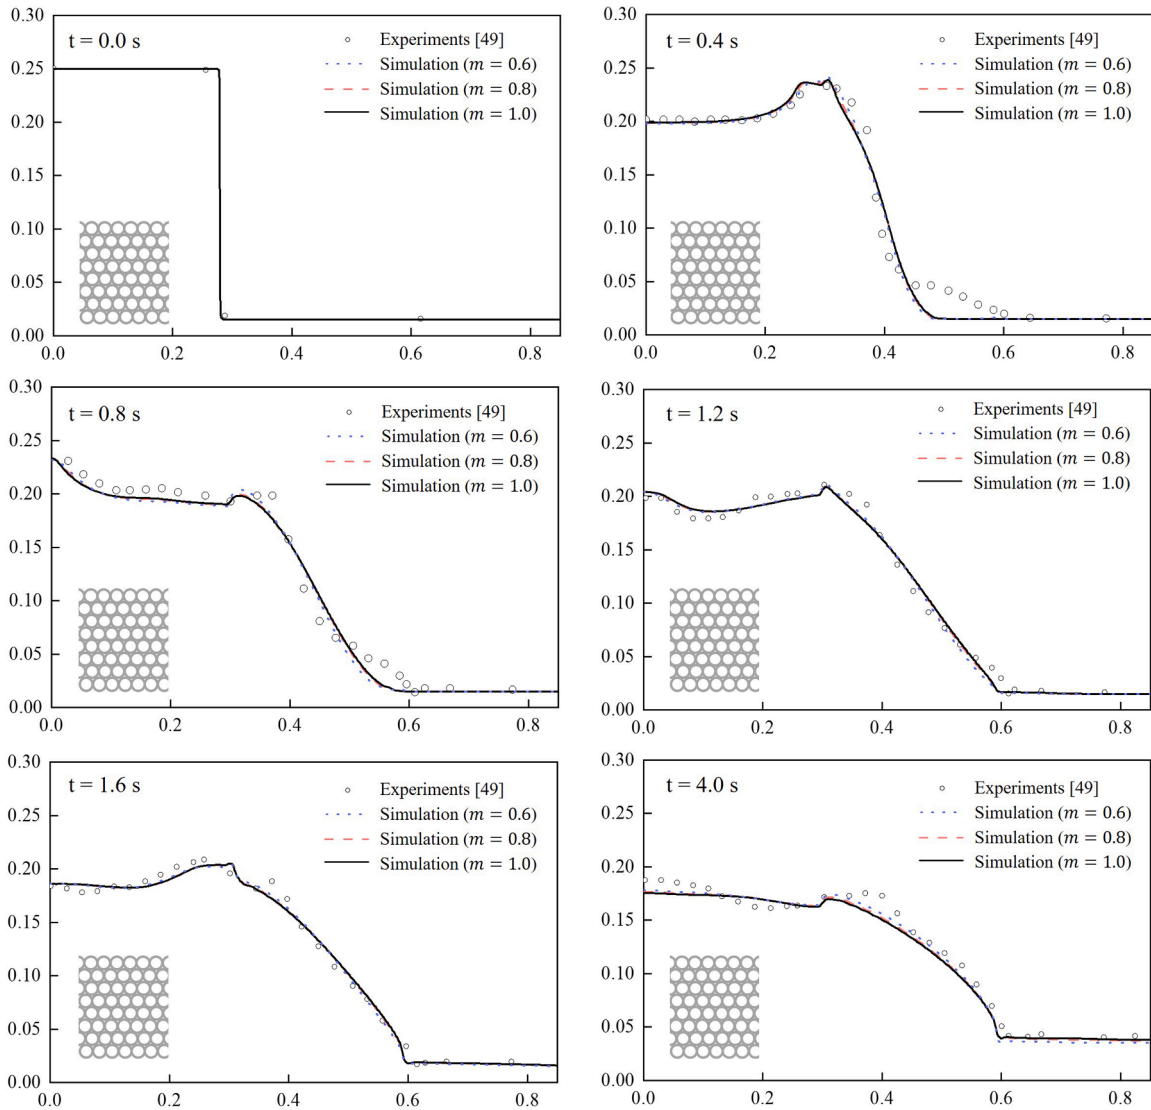 0.30
t = 0.0 s
Experiments [49]
Simulation (m = 0.6)
Simulation (m = 0.8)
Simulation (m = 1.0)
0.25
0.20
0.15
0.10
0.05
0.00
0.0 0.2 0.4 0.6 0.8
0.30
t = 0.4 s
Experiments [49]
Simulation (m = 0.6)
Simulation (m = 0.8)
Simulation (m = 1.0)
0.25
0.20
0.15
0.10
0.05
0.00
0.0 0.2 0.4 0.6 0.8
0.30
t = 0.8 s
Experiments [49]
Simulation (m = 0.6)
Simulation (m = 0.8)
Simulation (m = 1.0)
0.25
0.20
0.15
0.10
0.05
0.00
0.0 0.2 0.4 0.6 0.8
0.30
t = 1.2 s
Experiments [49]
Simulation (m = 0.6)
Simulation (m = 0.8)
Simulation (m = 1.0)
0.25
0.20
0.15
0.10
0.05
0.00
0.0 0.2 0.4 0.6 0.8
0.30
t = 1.6 s
Experiments [49]
Simulation (m = 0.6)
Simulation (m = 0.8)
Simulation (m = 1.0)
0.25
0.20
0.15
0.10
0.05
0.00
0.0 0.2 0.4 0.6 0.8
0.30
t = 4.0 s
Experiments [49]
Simulation (m = 0.6)
Simulation (m = 0.8)
Simulation (m = 1.0)
0.25
0.20
0.15
0.10
0.05
0.00
0.0 0.2 0.4 0.6 0.8